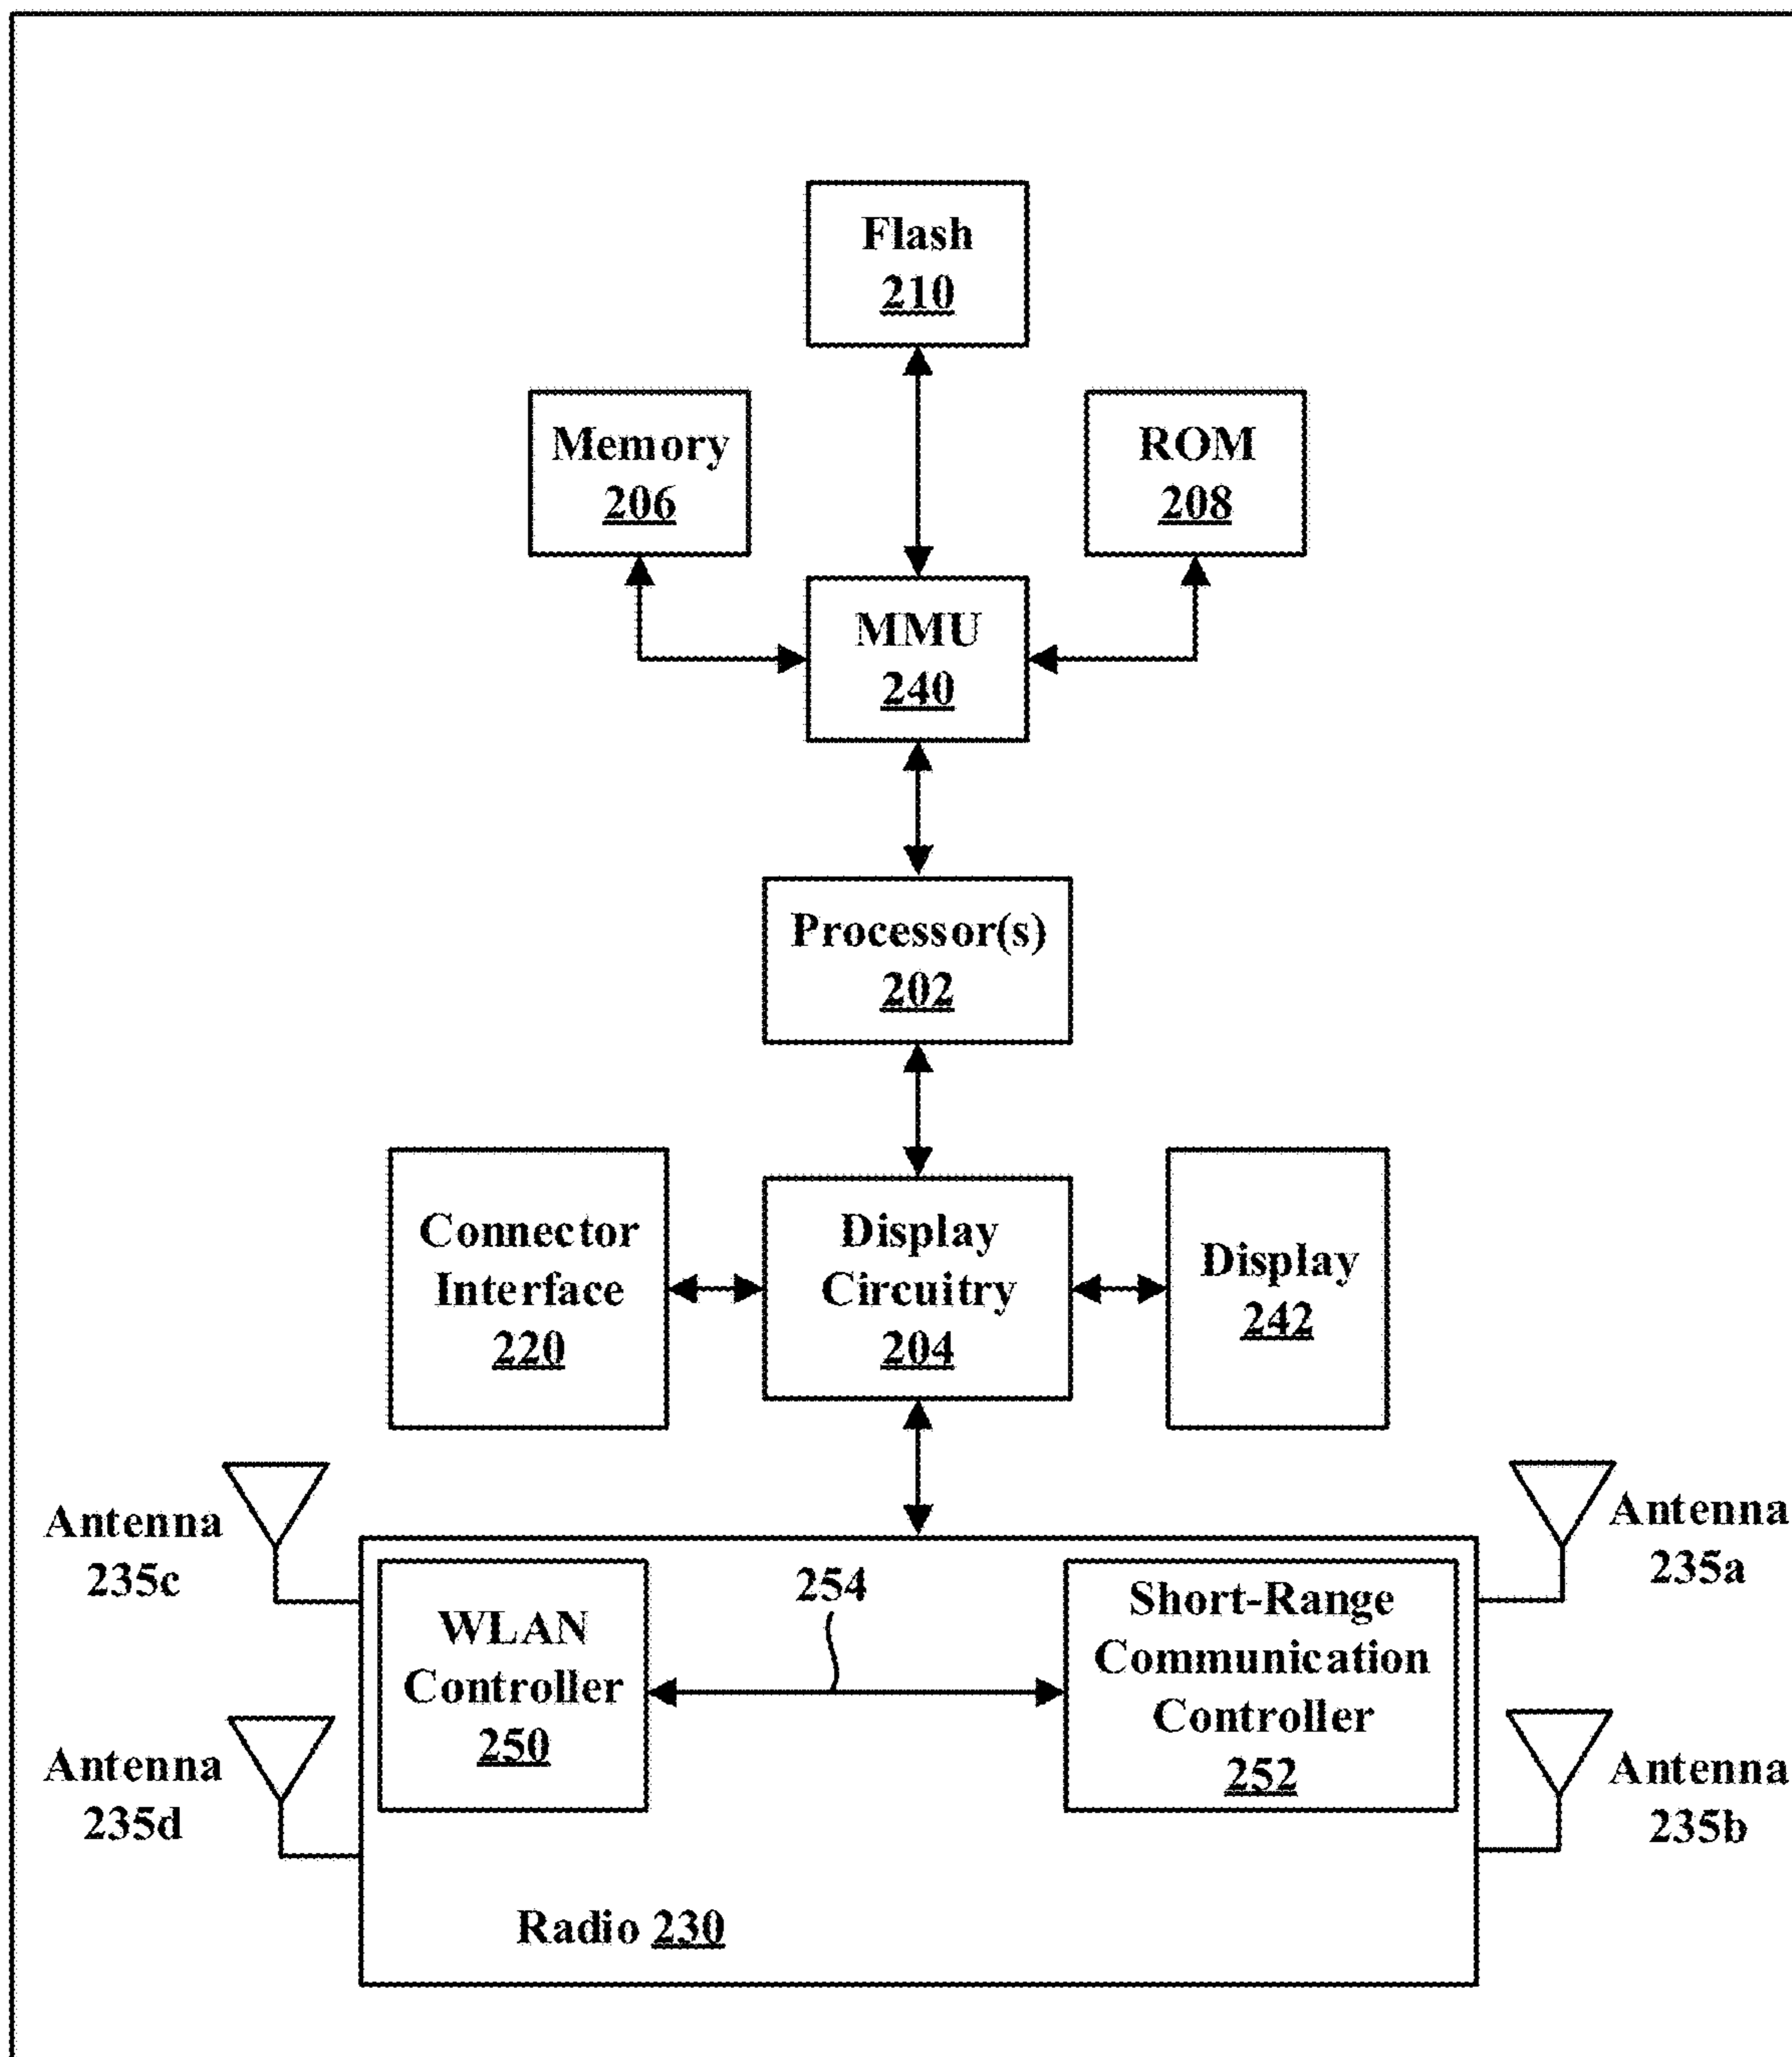 Flash
210
Memory
206
ROM
208
MMU
240
Processor(s)
202
Connector
Interface
220
Display
Circuitry
204
Display
242
Antenna
235c
Antenna
235a
WLAN
Controller
250
254
Short-Range
Communication
Controller
252
Antenna
235d
Antenna
235b
Radio 230